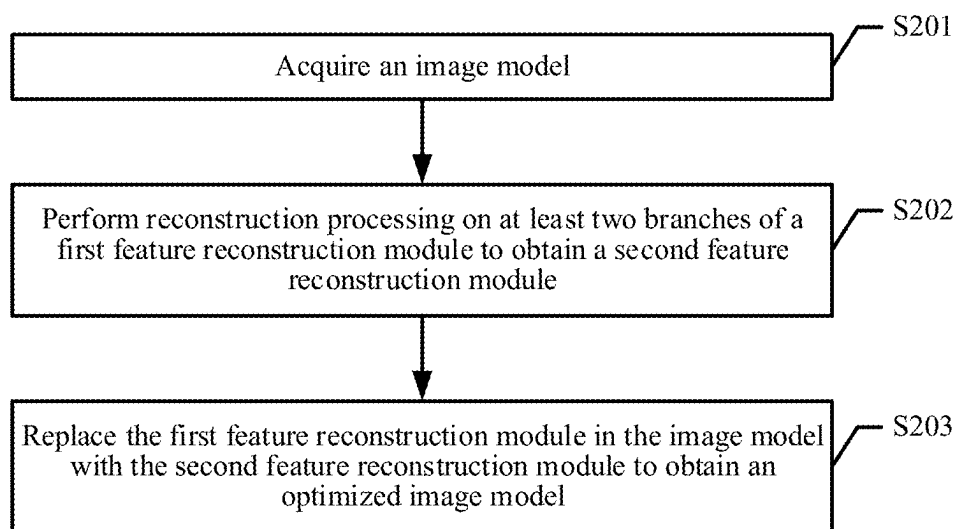 S201
Acquire an image model
S202
Perform reconstruction processing on at least two branches of a
first feature reconstruction module to obtain a second feature
reconstruction module
S203
Replace the first feature reconstruction module in the image model
with the second feature reconstruction module to obtain an
optimized image model